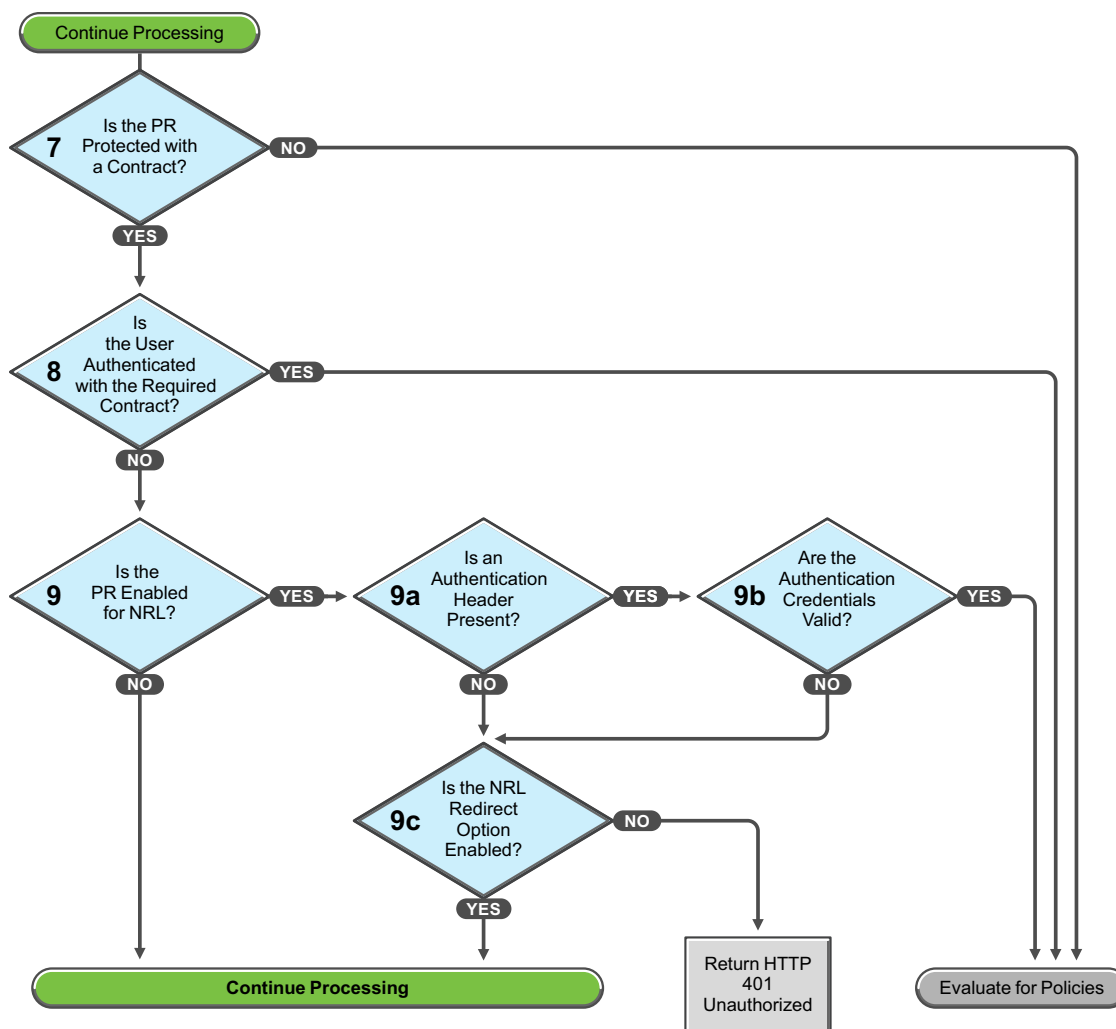 Continue Processing
7
Is the PR
Protected with
a Contract?
NO
YES
8
Is
the User
Authenticated
with the Required
Contract?
YES
NO
9
Is the
PR Enabled
for NRL?
YES
9a
Is an
Authentication
Header
Present?
YES
9b
Are the
Authentication
Credentials
Valid?
YES
NO
NO
NO
9c
Is the NRL
Redirect
Option
Enabled?
NO
YES
Continue Processing
Return HTTP
401
Unauthorized
Evaluate for Policies